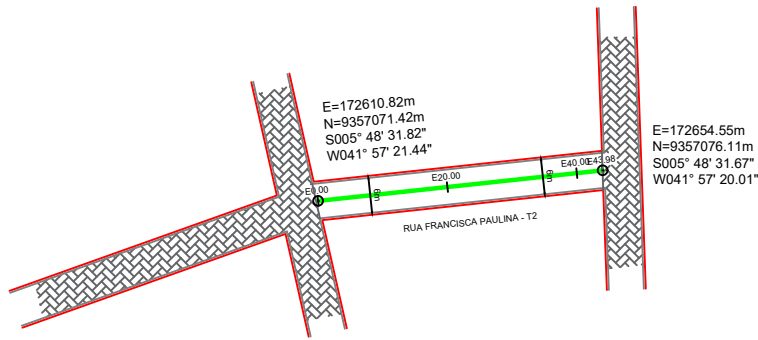 E=172610.82m
N=9357071.42m
S005° 48' 31.82"
W041° 57' 21.44"
E=172654.55m
N=9357076.11m
S005° 48' 31.67"
W041° 57' 20.01"
E0.00
6m
E20.00
6m
E40.00
E43.98
RUA FRANCISCA PAULINA - T2